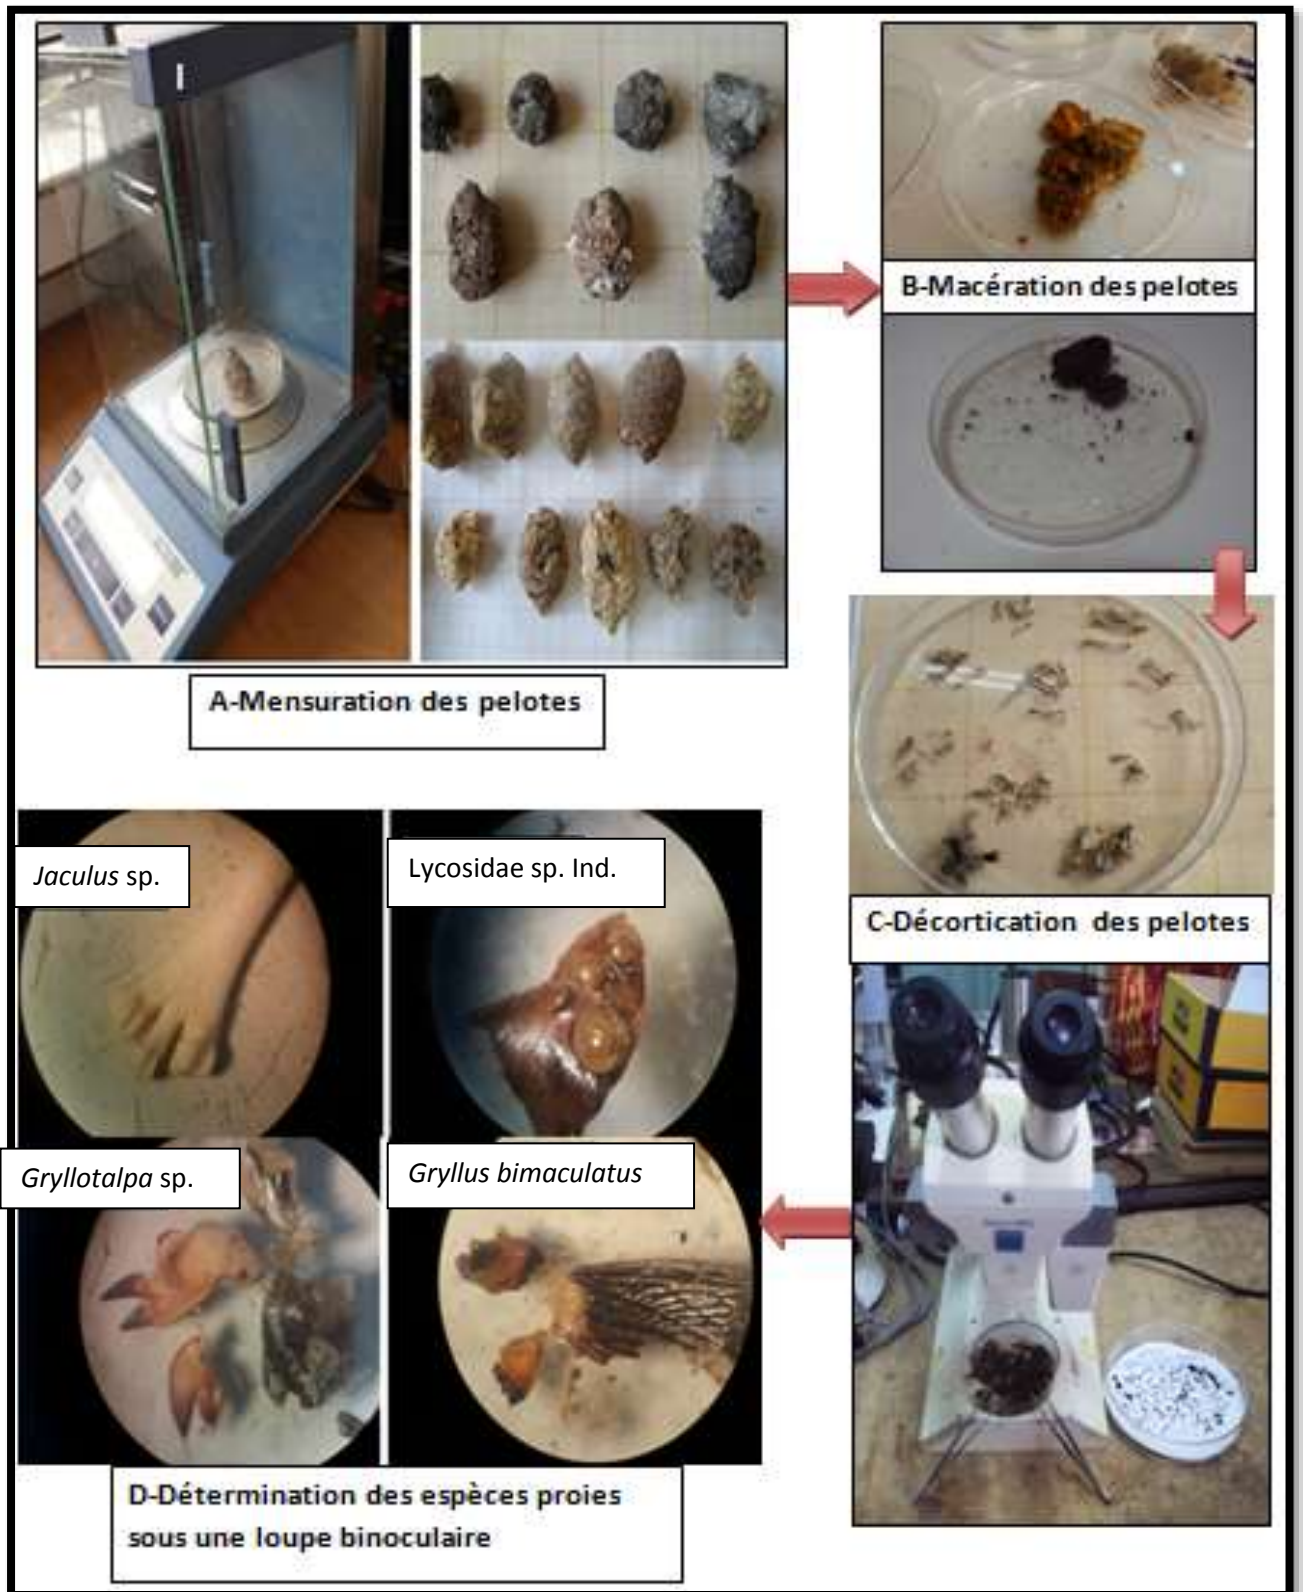 A-Mensuration des pelotes
B-Macération des pelotes
C-Décortication des pelotes
Jaculus sp.
Lycosidae sp. Ind.
Gryllotalpa sp.
Gryllus bimaculatus
D-Détermination des espèces proies
sous une loupe binoculaire